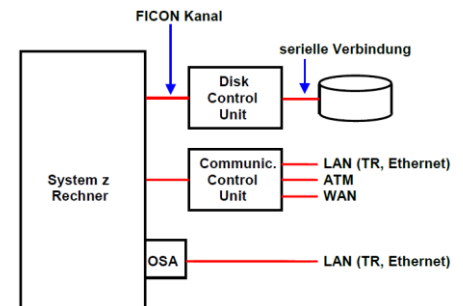 FICON Kanal
serielle Verbindung
Disk
Control
Unit
System z
Rechner
Communic.
Control
Unit
LAN (TR, Ethernet)
ATM
WAN
OSA
LAN (TR, Ethernet)